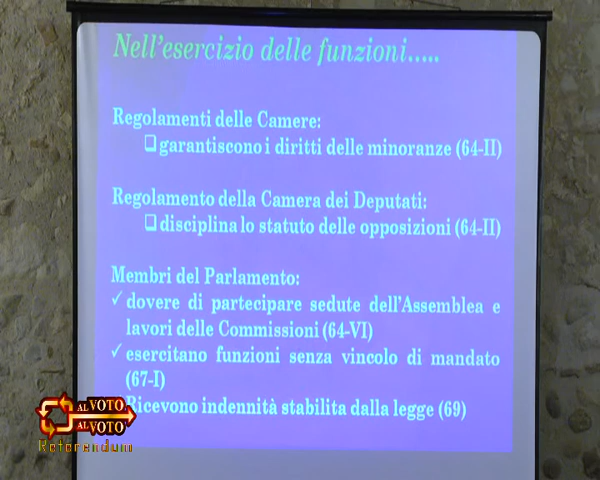 Nell'esercizio delle funzioni.....
Regolamenti delle Camere:
❑ garantiscono i diritti delle minoranze (64-II)
Regolamento della Camera dei Deputati:
❑ disciplina lo statuto delle opposizioni (64-II)
Membri del Parlamento:
✓ dovere di partecipare sedute dell'Assemblea e
lavori delle Commissioni (64-VI)
✓ esercitano funzioni senza vincolo di mandato
(67-I)
Ricevono indennità stabilita dalla legge (69)
AL VOTO
AL VOTO
Referendum